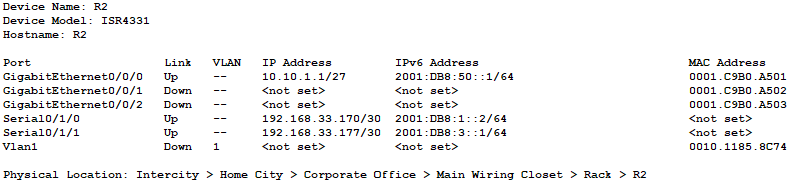 Device Name: R2
Device Model: ISR4331
Hostname: R2
Port Link VLAN IP Address IPv6 Address MAC Address
GigabitEthernet0/0/0 Up -- 10.10.1.1/27 2001:DB8:50::1/64 0001.C9B0.A501
GigabitEthernet0/0/1 Down -- <not set> <not set> 0001.C9B0.A502
GigabitEthernet0/0/2 Down -- <not set> <not set> 0001.C9B0.A503
Serial0/1/0 Up -- 192.168.33.170/30 2001:DB8:1::2/64 <not set>
Serial0/1/1 Up -- 192.168.33.177/30 2001:DB8:3::1/64 <not set>
Vlan1 Down 1 <not set> <not set> 0010.1185.8C74
Physical Location: Intercity > Home City > Corporate Office > Main Wiring Closet > Rack > R2